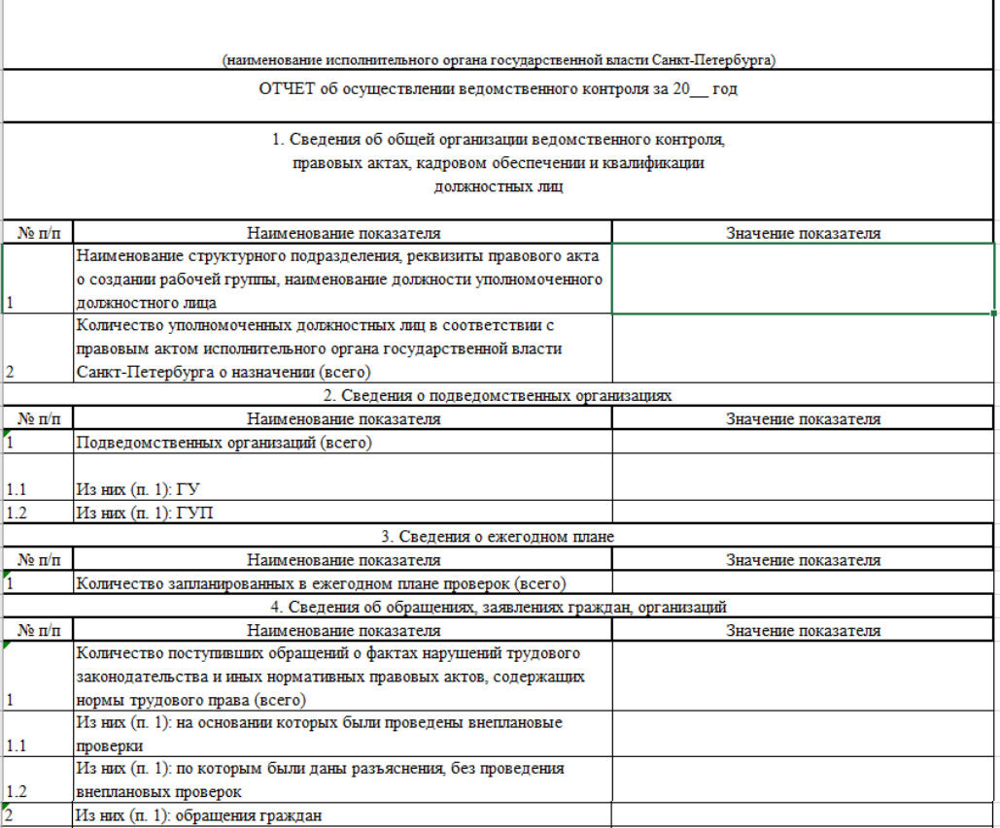 (наименование исполнительного органа государственной власти Санкт-Петербурга)
ОТЧЕТ об осуществлении ведомственного контроля за 20__ год
1. Сведения об общей организации ведомственного контроля,
правовых актах, кадровом обеспечении и квалификации
должностных лиц
№ п/п Наименование показателя Значение показателя
Наименование структурного подразделения, реквизиты правового акта
о создании рабочей группы, наименование должности уполномоченного
1 должностного лица
Количество уполномоченных должностных лиц в соответствии с
правовым актом исполнительного органа государственной власти
2 Санкт-Петербурга о назначении (всего)
2. Сведения о подведомственных организациях
№ п/п Наименование показателя Значение показателя
1 Подведомственных организаций (всего)
1.1 Из них (п. 1): ГУ
1.2 Из них (п. 1): ГУП
3. Сведения о ежегодном плане
№ п/п Наименование показателя Значение показателя
1 Количество запланированных в ежегодном плане проверок (всего)
4. Сведения об обращениях, заявлениях граждан, организаций
№ п/п Наименование показателя Значение показателя
Количество поступивших обращений о фактах нарушений трудового
законодательства и иных нормативных правовых актов, содержащих
1 нормы трудового права (всего)
Из них (п. 1): на основании которых были проведены внеплановые
1.1 проверки
Из них (п. 1): по которым были даны разъяснения, без проведения
1.2 внеплановых проверок
2 Из них (п. 1): обращения граждан